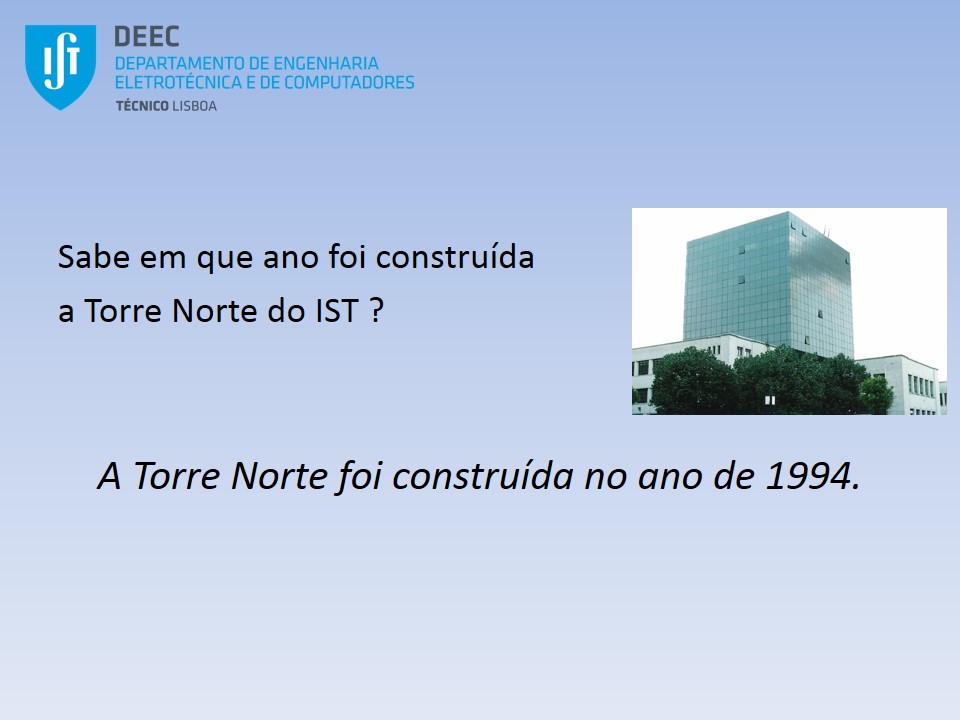 IST
DEEC
DEPARTAMENTO DE ENGENHARIA
ELETROTÉCNICA E DE COMPUTADORES
TÉCNICO LISBOA
Sabe em que ano foi construída
a Torre Norte do IST ?
A Torre Norte foi construída no ano de 1994.